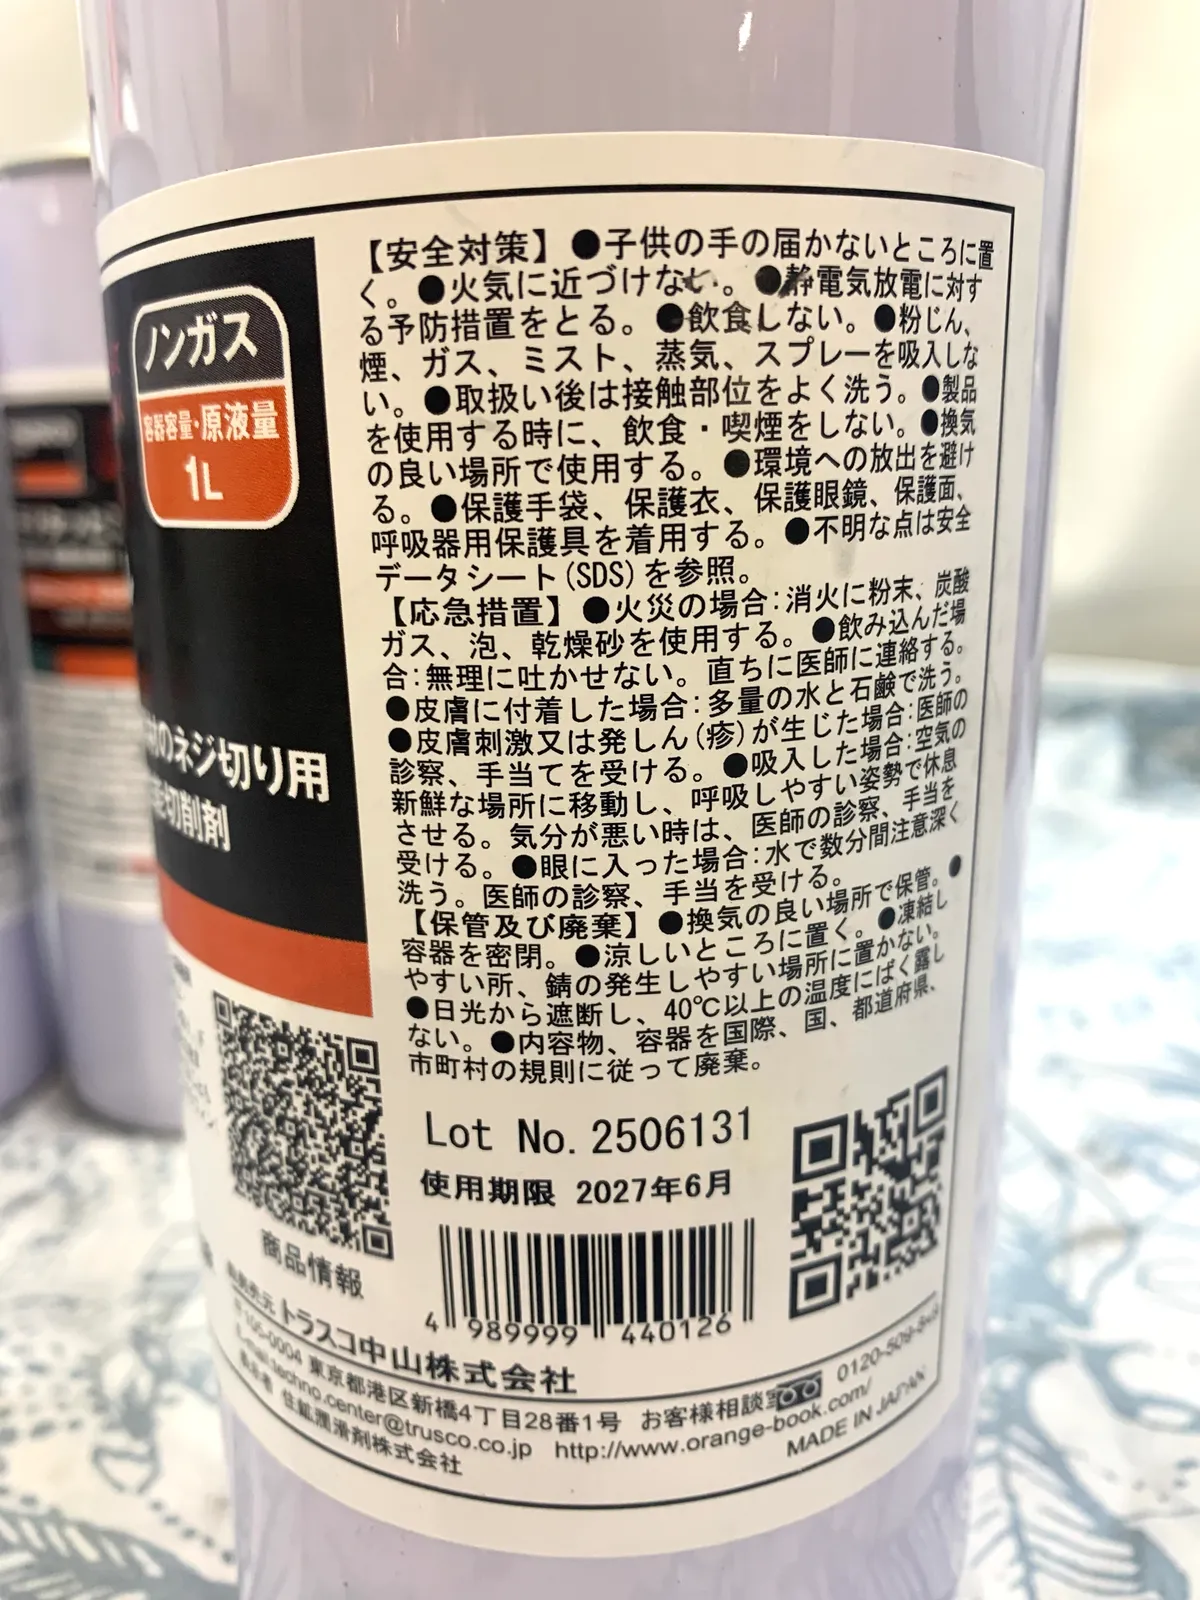 ノンガス
容器容量・原液量
1L
のネジ切り用
切削剤
【安全対策】●子供の手の届かないところに置
く。●火気に近づけない。●静電気放電に対す
る予防措置をとる。●飲食しない。●粉じん、
煙、ガス、ミスト、蒸気、スプレーを吸入しな
い。●取扱い後は接触部位をよく洗う。●製品
を使用する時に、飲食・喫煙をしない。●換気
の良い場所で使用する。●環境への放出を避け
る。●保護手袋、保護衣、保護眼鏡、保護面、
呼吸器用保護具を着用する。●不明な点は安全
データシート(SDS)を参照。
【応急措置】●火災の場合:消火に粉末、炭酸
ガス、泡、乾燥砂を使用する。●飲み込んだ場
合:無理に吐かせない。直ちに医師に連絡する。
●皮膚に付着した場合:多量の水と石鹸で洗う。
●皮膚刺激又は発しん(疹)が生じた場合:医師の
診察、手当てを受ける。●吸入した場合:空気の
新鮮な場所に移動し、呼吸しやすい姿勢で休息
させる。気分が悪い時は、医師の診察、手当を
受ける。●眼に入った場合:水で数分間注意深く
洗う。医師の診察、手当を受ける。
【保管及び廃棄】●換気の良い場所で保管。●
容器を密閉。●涼しいところに置く。●凍結し
やすい所、錆の発生しやすい場所に置かない。
●日光から遮断し、40℃以上の温度にばく露し
ない。●内容物、容器を国際、国、都道府県、
市町村の規則に従って廃棄。
Lot No. 2506131
使用期限 2027年6月
4 989999 440126
商品情報
トラスコ中山株式会社
〒105-0004 東京都港区新橋4丁目28番1号 お客様相談室
techno.center@trusco.co.jp http://www.orange-book.com/
住鉱潤滑剤株式会社
MADE IN JAPAN